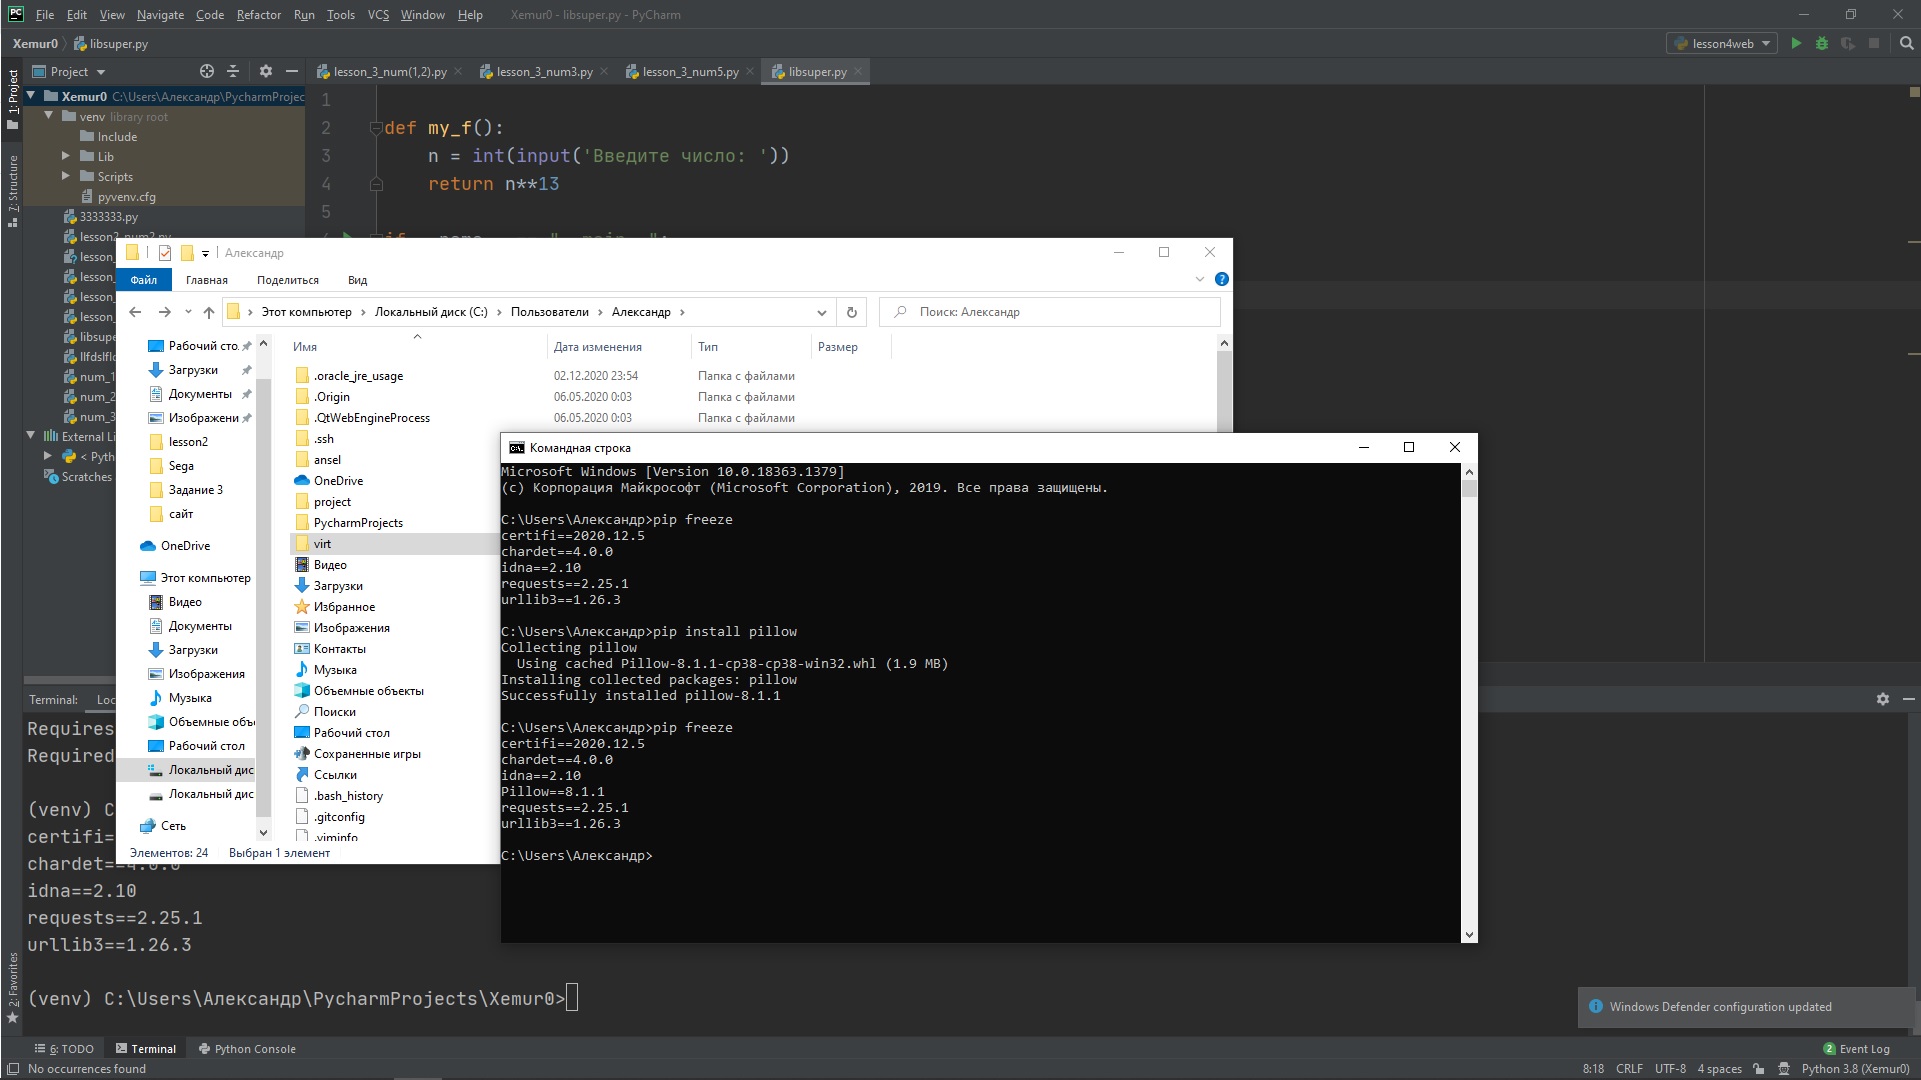 File Edit View Navigate Code Refactor Run Tools VCS Window Help Xemur0 - libsuper.py - PyCharm
Xemur0 libsuper.py
lesson4web
Project
lesson_3_num(1,2).py lesson_3_num3.py lesson_3_num5.py libsuper.py
1: Project
7: Structure
2: Favorites
Xemur0 C:\Users\Александр\PycharmProjec
venv library root
Include
Lib
Scripts
pyvenv.cfg
3333333.py
lesson2_num2.py
lesson_
lesson_
lesson_
lesson_
libsupe
num_1
num_2
num_3
External Li
< Pyth
Scratches
1
2 def my_f():
3 n = int(input('Введите число: '))
4 return n**13
5
Александр
Файл Главная Поделиться Вид
Этот компьютер Локальный диск (C:) Пользователи Александр
Поиск: Александр
Рабочий сто
Загрузки
Документы
Изображени
lesson2
Sega
Задание 3
сайт
OneDrive
Этот компьютер
Видео
Документы
Загрузки
Изображения
Музыка
Объемные объ
Рабочий стол
Локальный дис
Локальный дис
Сеть
Имя Дата изменения Тип Размер
.oracle_jre_usage 02.12.2020 23:54 Папка с файлами
.Origin 06.05.2020 0:03 Папка с файлами
.QtWebEngineProcess 06.05.2020 0:03 Папка с файлами
.ssh
ansel
OneDrive
project
PycharmProjects
virt
Видео
Загрузки
Избранное
Изображения
Контакты
Музыка
Объемные объекты
Поиски
Рабочий стол
Сохраненные игры
Ссылки
.bash_history
.gitconfig
.viminfo
Элементов: 24 Выбран 1 элемент
Командная строка
Microsoft Windows [Version 10.0.18363.1379]
(c) Корпорация Майкрософт (Microsoft Corporation), 2019. Все права защищены.
C:\Users\Александр>pip freeze
certifi==2020.12.5
chardet==4.0.0
idna==2.10
requests==2.25.1
urllib3==1.26.3
C:\Users\Александр>pip install pillow
Collecting pillow
Using cached Pillow-8.1.1-cp38-cp38-win32.whl (1.9 MB)
Installing collected packages: pillow
Successfully installed pillow-8.1.1
C:\Users\Александр>pip freeze
certifi==2020.12.5
chardet==4.0.0
idna==2.10
Pillow==8.1.1
requests==2.25.1
urllib3==1.26.3
C:\Users\Александр>
Terminal: Loc
Requires
Required
(venv) C
certifi=
chardet==4.0.0
idna==2.10
requests==2.25.1
urllib3==1.26.3
(venv) C:\Users\Александр\PycharmProjects\Xemur0>
Windows Defender configuration updated
6: TODO Terminal Python Console 2 Event Log
No occurrences found 8:18 CRLF UTF-8 4 spaces Python 3.8 (Xemur0)